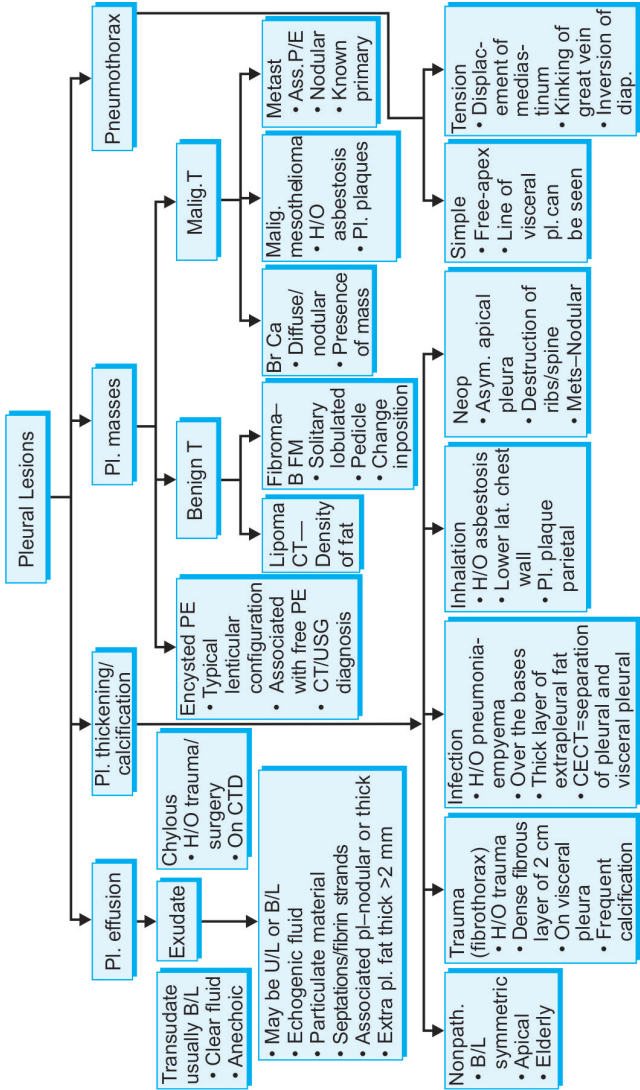 Pleural Lesions
Pl. effusion
Pl. thickening/
calcification
Pl. masses
Pneumothorax
Transudate
usually B/L
• Clear fluid
• Anechoic
Exudate
Chylous
• H/O trauma/
surgery
• On CTD
• May be U/L or B/L
• Echogenic fluid
• Particulate material
• Septations/fibrin strands
• Associated pl–nodular or thick
• Extra pl. fat thick >2 mm
Encysted PE
• Typical
lenticular
configuration
• Associated
with free PE
• CT/USG
diagnosis
Benign T
Malig.T
Lipoma
CT—
Density
of fat
Fibroma–
B FM
• Solitary
lobulated
• Pedicle
• Change
inposition
Br Ca
• Diffuse/
nodular
• Presence
of mass
Malig.
mesothelioma
• H/O
asbestosis
• Pl. plaques
Metast
• Ass.P/E
• Nodular
• Known
primary
Nonpath.
• B/L
symmetric
• Apical
• Elderly
Trauma
(fibrothorax)
• H/O trauma
• Dense fibrous
layer of 2 cm
• On visceral
pleura
• Frequent
calcification
Infection
• H/O pneumonia-
empyema
• Over the bases
• Thick layer of
extrapleural fat
• CECT=separation
of pleural and
visceral pleural
Inhalation
• H/O asbestosis
• Lower lat. chest
wall
• Pl. plaque
parietal
Neop
• Asym. apical
pleura
• Destruction of
ribs/spine
• Mets–Nodular
Simple
• Free-apex
• Line of
visceral
pl. can
be seen
Tension
• Displac-
ement of
medias-
tinum
• Kinking of
great vein
• Inversion of
diap.